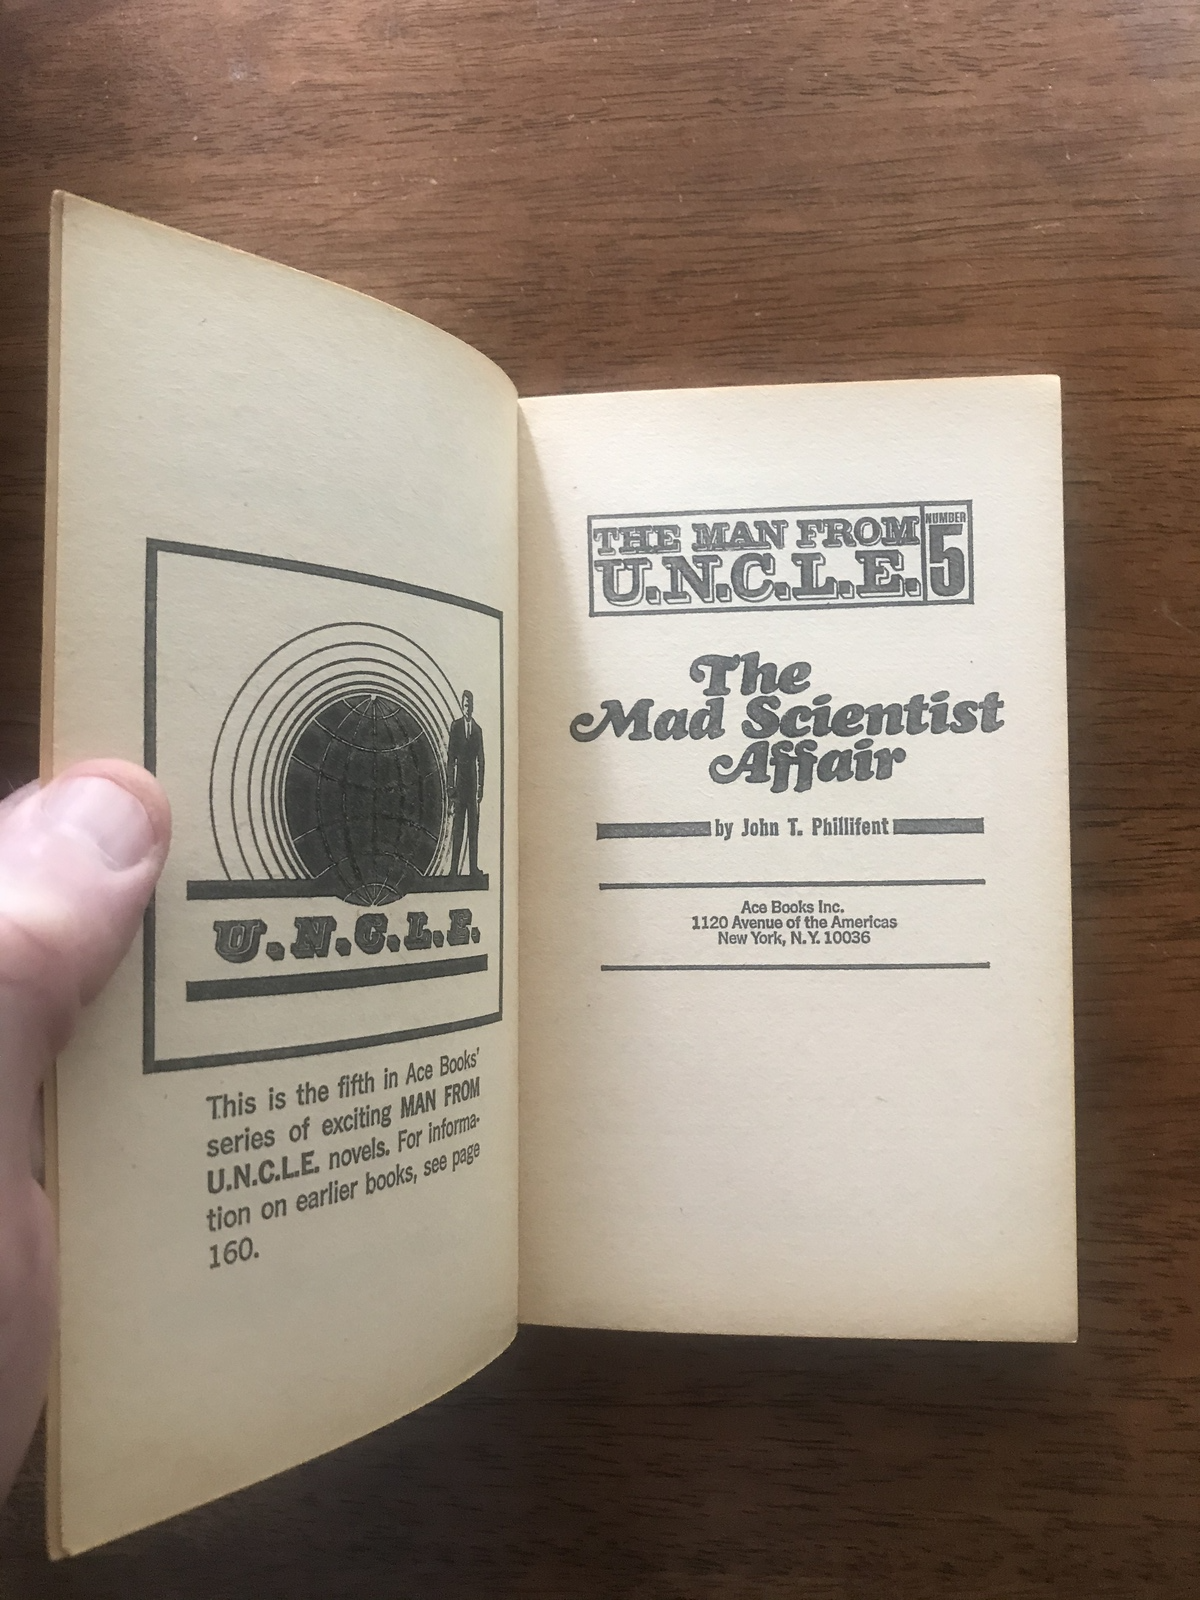 U.N.C.L.E.
This is the fifth in Ace Books'
series of exciting MAN FROM
U.N.C.L.E. novels. For informa-
tion on earlier books, see page
160.
THE MAN FROM
U.N.C.L.E.
NUMBER
5
The
Mad Scientist
Affair
by John T. Phillifent
Ace Books Inc.
1120 Avenue of the Americas
New York, N.Y. 10036